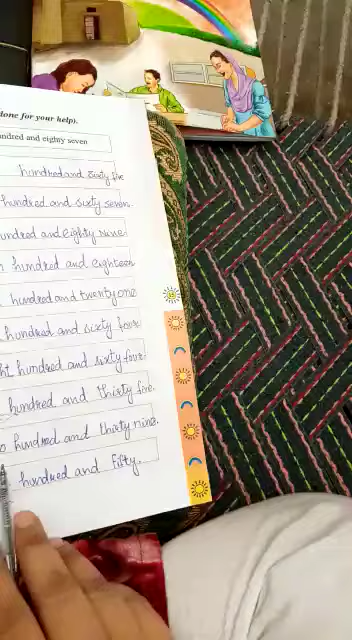 done for your help).
hundred and eighty seven
hundred and sixty five
hundred and sixty seven.
hundred and eighty nine.
hundred and eighteen
hundred and twenty one
hundred and sixty four.
hundred and sixty four.
hundred and thirty five.
hundred and thirty nine.
hundred and Fifty.